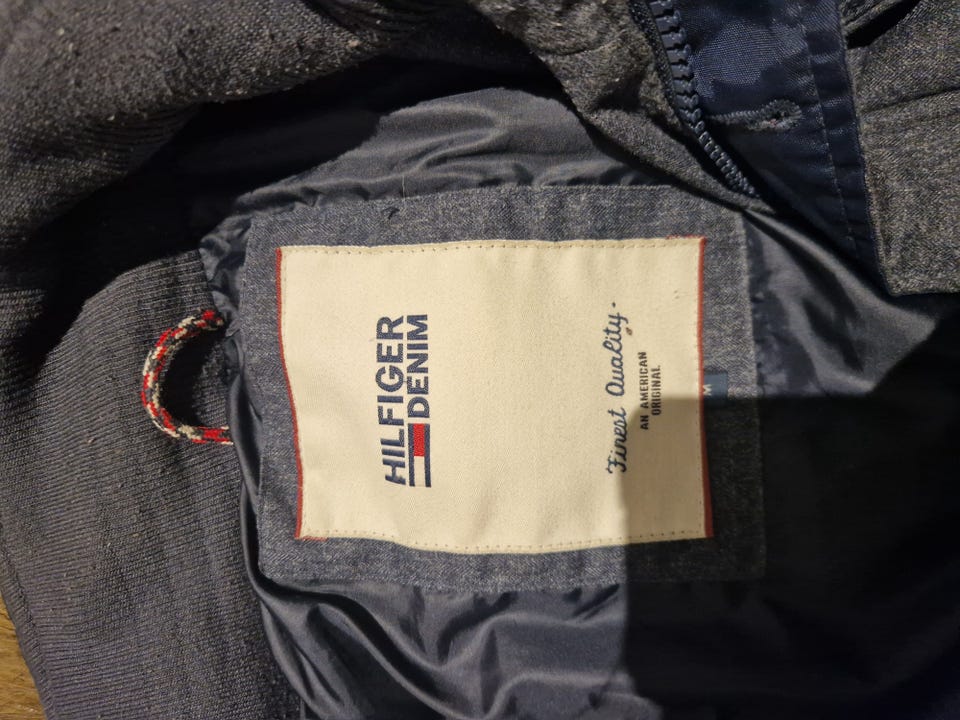 HILFIGER
DENIM
Finest Quality.
AN AMERICAN
ORIGINAL
M